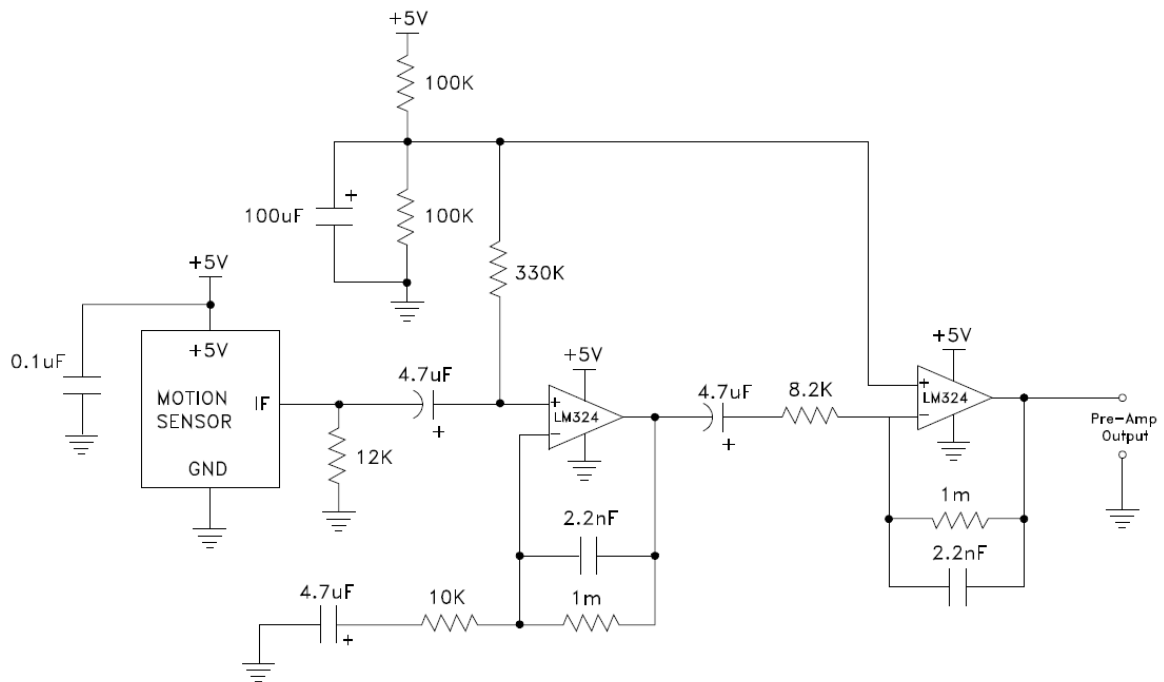 +5V
100K
100uF
+
100K
330K
+5V
0.1uF
+5V
MOTION
SENSOR
IF
GND
12K
4.7uF
+
+5V
+
LM324
−
4.7uF
+
8.2K
+5V
+
LM324
−
Pre-Amp
Output
1m
2.2nF
2.2nF
1m
10K
4.7uF
+